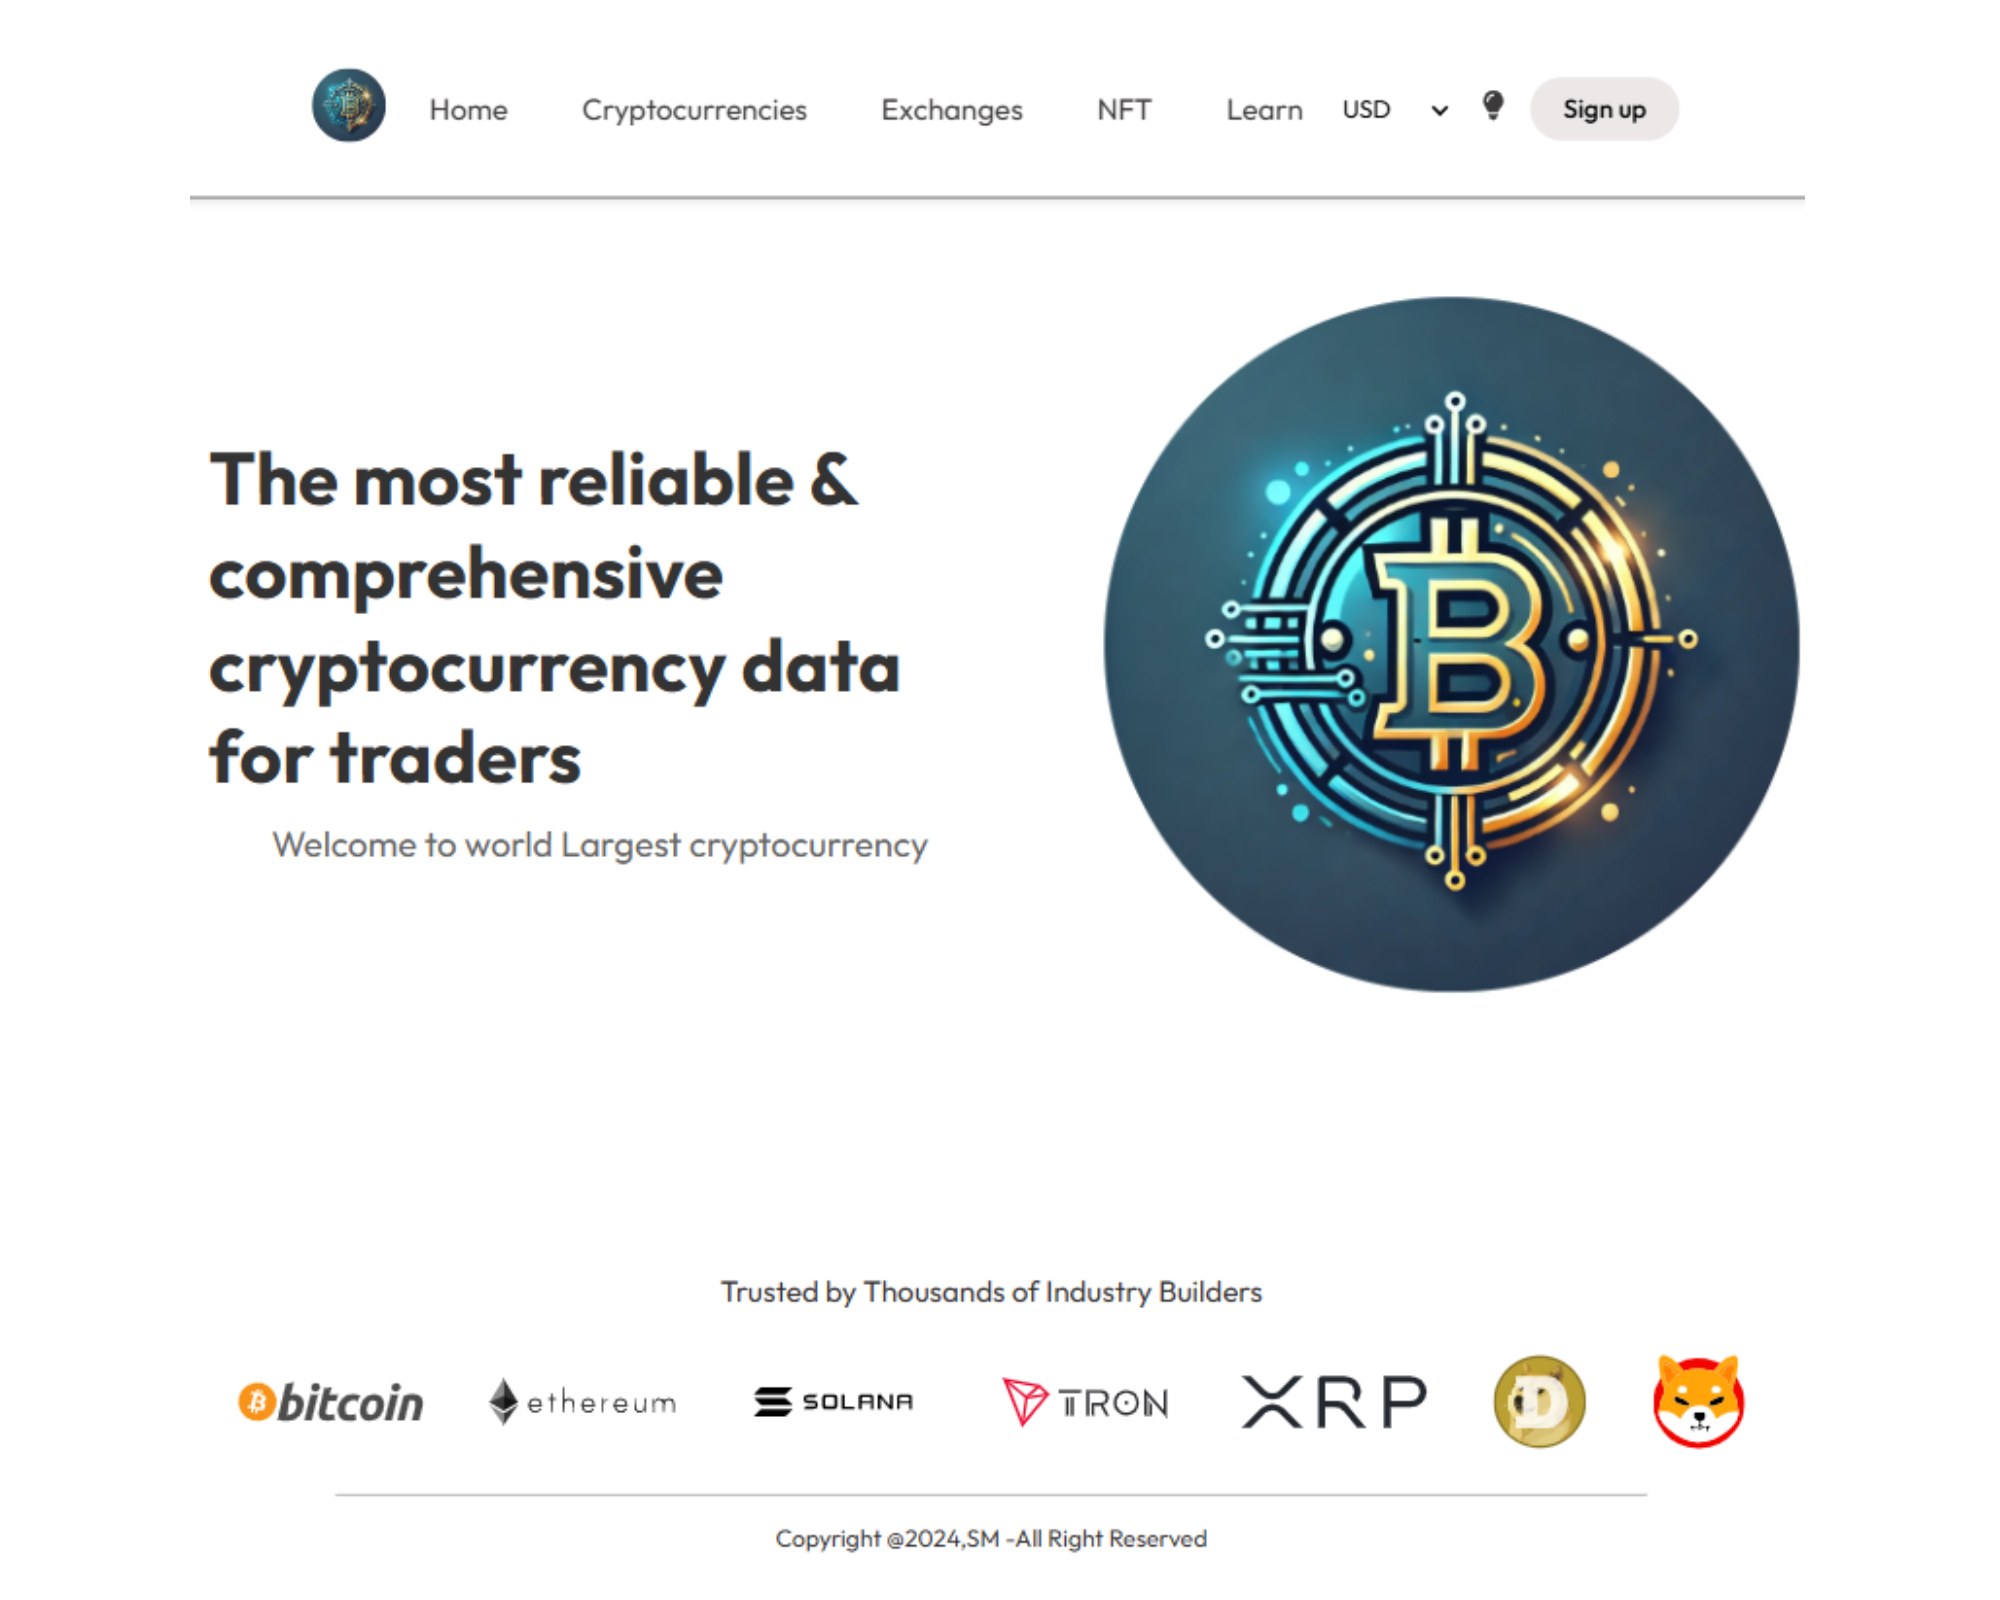 Home Cryptocurrencies Exchanges NFT Learn USD Sign up
The most reliable &
comprehensive
cryptocurrency data
for traders
Welcome to world Largest cryptocurrency
B
Trusted by Thousands of Industry Builders
bitcoin ethereum SOLANA TRON XRP D
Copyright @2024,SM -All Right Reserved